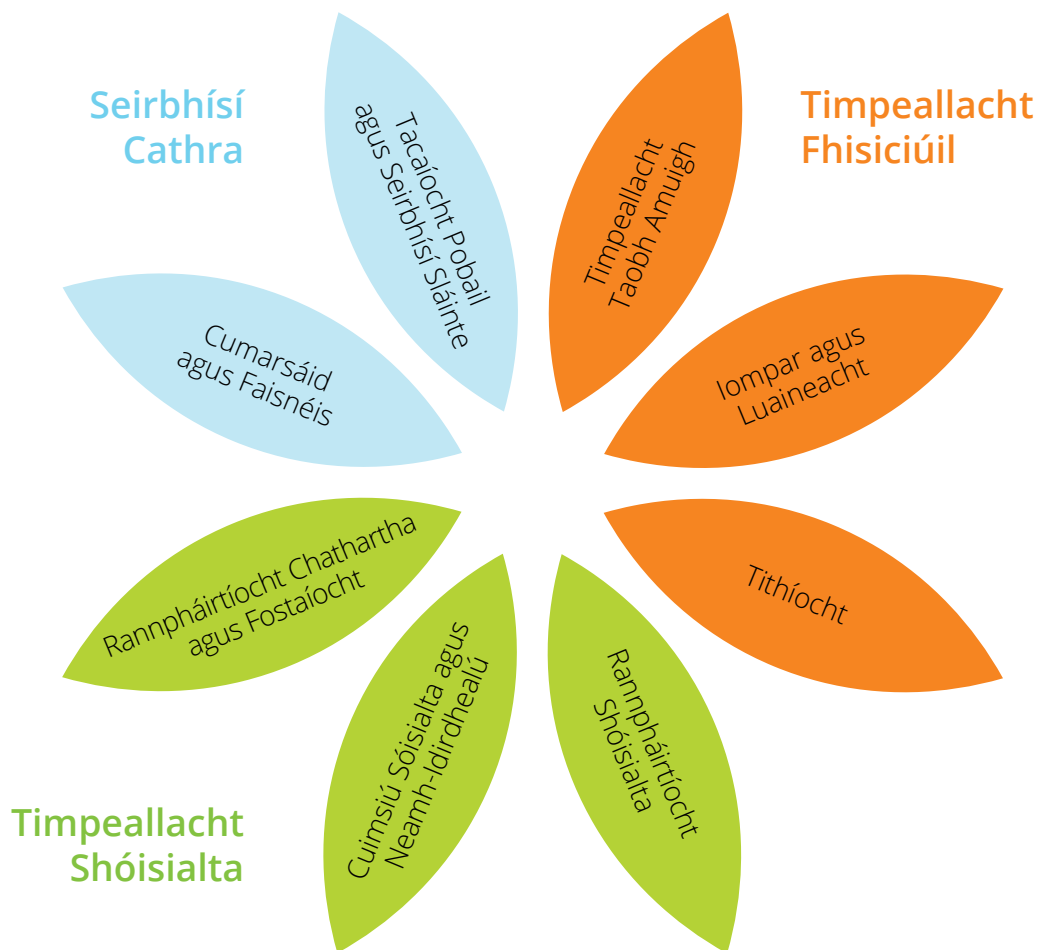 Seirbhísí
Cathra
Tacaíocht Pobail
agus Seirbhísí Sláinte
Timpeallacht
Taobh Amuigh
Timpeallacht
Fhisiciúil
Cumarsáid
agus Faisnéis
Iompar agus
Luaineacht
Rannpháirtíocht Chathartha
agus Fostaíocht
Tithíocht
Cuimsiú Sóisialta agus
Neamh-Idirdhealú
Rannpháirtíocht
Shóisialta
Timpeallacht
Shóisialta